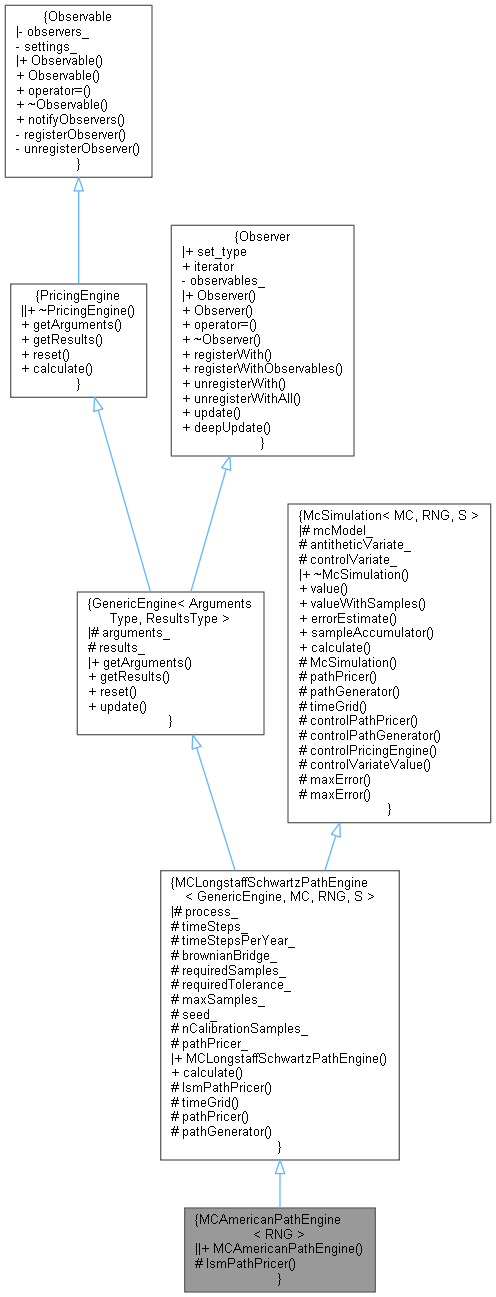 {Observable
|- observers_
- settings_
|+ Observable()
+ Observable()
+ operator=()
+ ~Observable()
+ notifyObservers()
- registerObserver()
- unregisterObserver()
}
{PricingEngine
||+ ~PricingEngine()
+ getArguments()
+ getResults()
+ reset()
+ calculate()
}
{Observer
|+ set_type
+ iterator
- observables_
|+ Observer()
+ Observer()
+ operator=()
+ ~Observer()
+ registerWith()
+ registerWithObservables()
+ unregisterWith()
+ unregisterWithAll()
+ update()
+ deepUpdate()
}
{GenericEngine< Arguments
Type, ResultsType >
|# arguments_
# results_
|+ getArguments()
+ getResults()
+ reset()
+ update()
}
{McSimulation< MC, RNG, S >
|# mcModel_
# antitheticVariate_
# controlVariate_
|+ ~McSimulation()
+ value()
+ valueWithSamples()
+ errorEstimate()
+ sampleAccumulator()
+ calculate()
# McSimulation()
# pathPricer()
# pathGenerator()
# timeGrid()
# controlPathPricer()
# controlPathGenerator()
# controlPricingEngine()
# controlVariateValue()
# maxError()
# maxError()
}
{MCLongstaffSchwartzPathEngine
< GenericEngine, MC, RNG, S >
|# process_
# timeSteps_
# timeStepsPerYear_
# brownianBridge_
# requiredSamples_
# requiredTolerance_
# maxSamples_
# seed_
# nCalibrationSamples_
# pathPricer_
|+ MCLongstaffSchwartzPathEngine()
+ calculate()
# lsmPathPricer()
# timeGrid()
# pathPricer()
# pathGenerator()
}
{MCAmericanPathEngine
< RNG >
||+ MCAmericanPathEngine()
# lsmPathPricer()
}